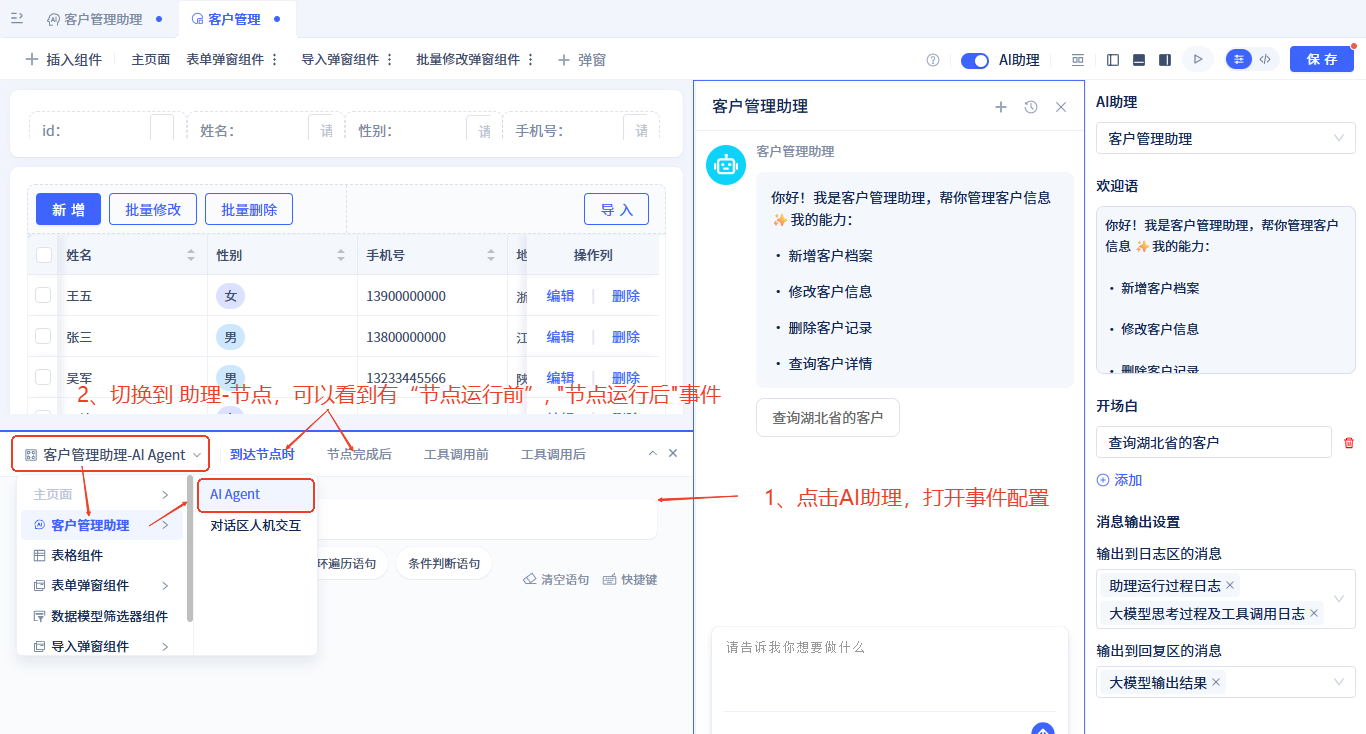 客户管理助理
客户管理
插入组件
主页面
表单弹窗组件
导入弹窗组件
批量修改弹窗组件
弹窗
AI助理
保 存
id：
姓名：
请
性别：
请
手机号：
请
新 增
批量修改
批量删除
导 入
姓名
性别
手机号
地
操作列
王五
女
13900000000
浙
编辑
删除
张三
男
13800000000
江
编辑
删除
吴军
男
13233445566
陕
编辑
删除
2、切换到 助理-节点，可以看到有“节点运行前”,"节点运行后"事件
客户管理助理-AI Agent
到达节点时
节点完成后
工具调用前
工具调用后
主页面
客户管理助理
表格组件
表单弹窗组件
数据模型筛选器组件
导入弹窗组件
AI Agent
对话区人机交互
1、点击AI助理，打开事件配置
环遍历语句
条件判断语句
清空语句
快捷键
客户管理助理
客户管理助理
你好！我是客户管理助理，帮你管理客户信息
✨ 我的能力：
• 新增客户档案
• 修改客户信息
• 删除客户记录
• 查询客户详情
查询湖北省的客户
请告诉我你想要做什么
AI助理
客户管理助理
欢迎语
你好！我是客户管理助理，帮你管理客户
信息 ✨ 我的能力：
• 新增客户档案
• 修改客户信息
• 删除客户记录
开场白
查询湖北省的客户
添加
消息输出设置
输出到日志区的消息
助理运行过程日志
大模型思考过程及工具调用日志
输出到回复区的消息
大模型输出结果